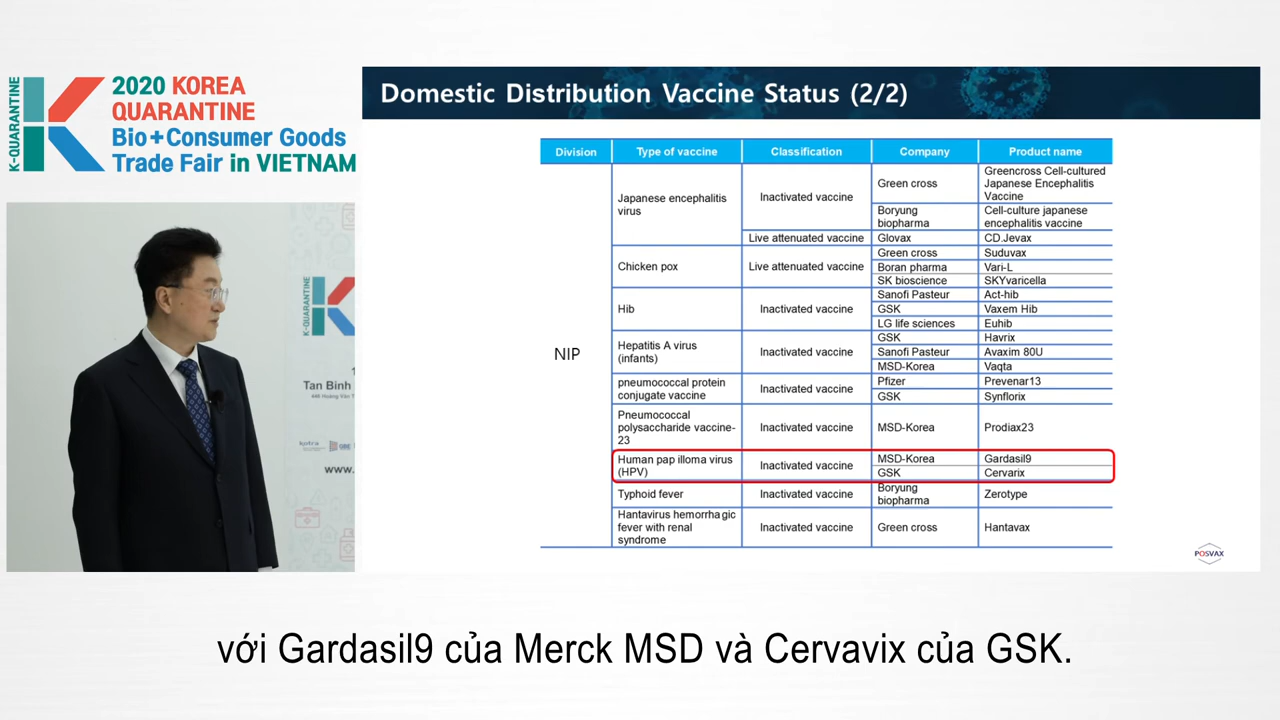 K-QUARANTINE
2020 KOREA
QUARANTINE
Bio+Consumer Goods
Trade Fair in VIETNAM
K-QUARANTINE
Tan Binh
www.
Domestic Distribution Vaccine Status (2/2)
Division Type of vaccine Classification Company Product name
NIP
Japanese encephalitis
virus
Inactivated vaccine
Green cross
Greencross Cell-cultured
Japanese Encephalitis
Vaccine
Boryung
biopharma
Cell-culture japanese
encephalitis vaccine
Live attenuated vaccine Glovax CD.Jevax
Chicken pox
Live attenuated vaccine
Green cross Suduvax
Boran pharma Vari-L
SK bioscience SKYvaricella
Hib
Inactivated vaccine
Sanofi Pasteur Act-hib
GSK Vaxem Hib
LG life sciences Euhib
Hepatitis A virus
(infants)
Inactivated vaccine
GSK Havrix
Sanofi Pasteur Avaxim 80U
MSD-Korea Vaqta
pneumococcal protein
conjugate vaccine
Inactivated vaccine
Pfizer Prevenar13
GSK Synflorix
Pneumococcal
polysaccharide vaccine-
23
Inactivated vaccine MSD-Korea Prodiax23
Human pap illoma virus
(HPV)
Inactivated vaccine
MSD-Korea Gardasil9
GSK Cervarix
Typhoid fever Inactivated vaccine
Boryung
biopharma
Zerotype
Hantavirus hemorrhagic
fever with renal
syndrome
Inactivated vaccine Green cross Hantavax
POSVAX
với Gardasil9 của Merck MSD và Cervavix của GSK.